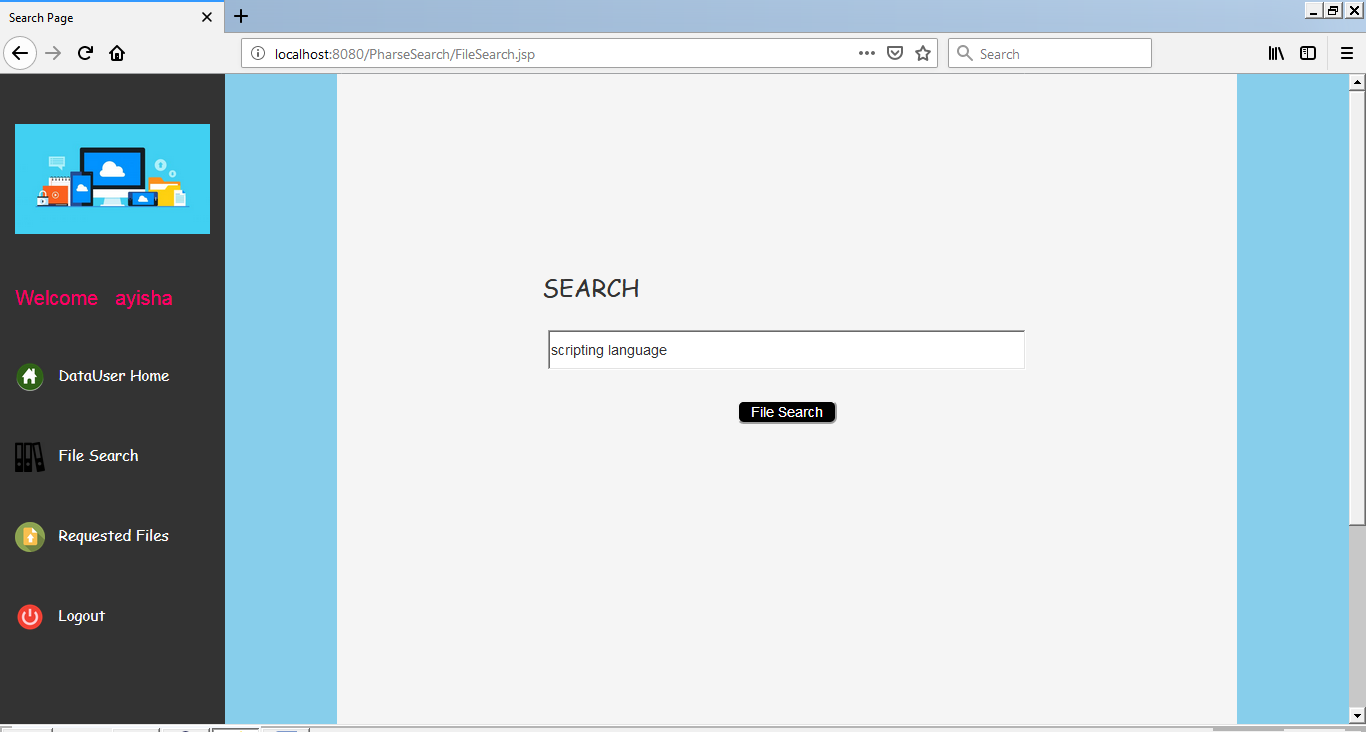 Search Page
localhost:8080/PharseSearch/FileSearch.jsp
Search
Welcome ayisha
DataUser Home
File Search
Requested Files
Logout
SEARCH
scripting language
File Search